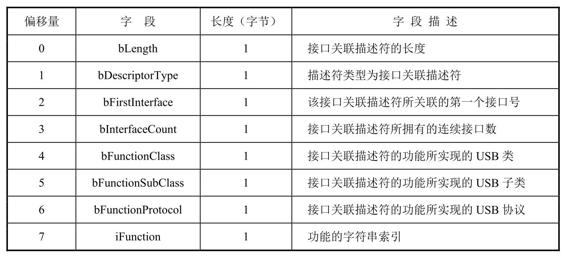 偏移量 字 段 长度（字节） 字 段 描 述
0 bLength 1 接口关联描述符的长度
1 bDescriptorType 1 描述符类型为接口关联描述符
2 bFirstInterface 1 该接口关联描述符所关联的第一个接口号
3 bInterfaceCount 1 接口关联描述符所拥有的连续接口数
4 bFunctionClass 1 接口关联描述符的功能所实现的 USB 类
5 bFunctionSubClass 1 接口关联描述符的功能所实现的 USB 子类
6 bFunctionProtocol 1 接口关联描述符的功能所实现的 USB 协议
7 iFunction 1 功能的字符串索引